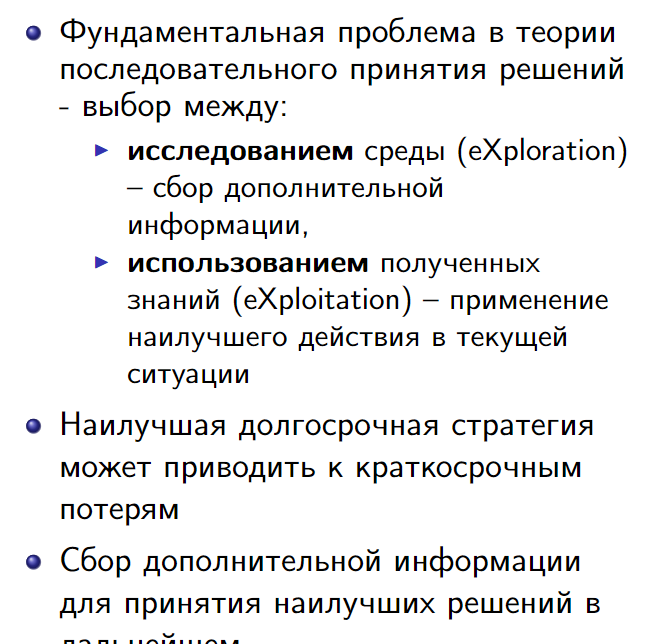 Фундаментальная проблема в теории
последовательного принятия решений
- выбор между:
исследованием среды (eXploration)
– сбор дополнительной
информации,
использованием полученных
знаний (eXploitation) – применение
наилучшего действия в текущей
ситуации
Наилучшая долгосрочная стратегия
может приводить к краткосрочным
потерям
Сбор дополнительной информации
для принятия наилучших решений в
дальнейшем